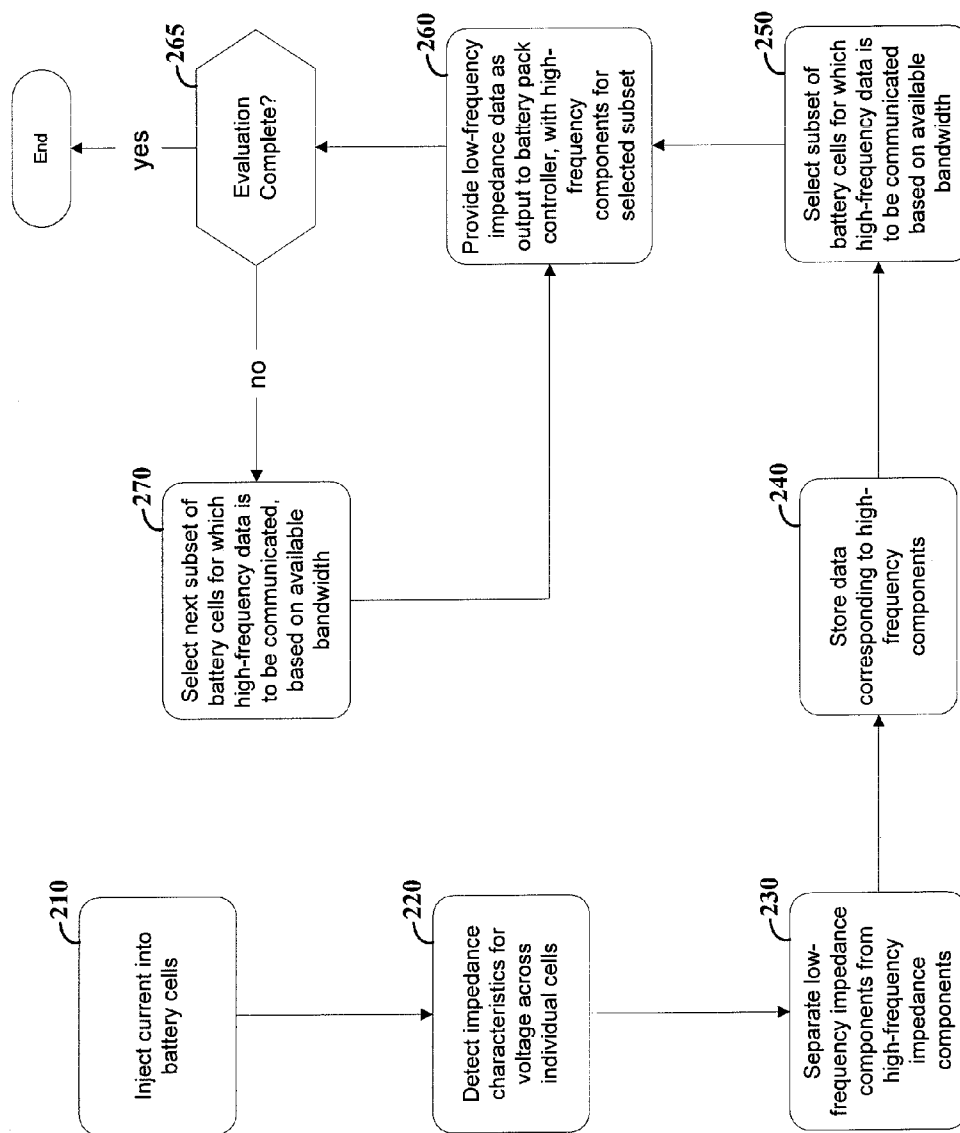 210
Inject current into
battery cells
220
Detect impedance
characteristics for
voltage across
individual cells
230
Separate low-
frequency impedance
components from
high-frequency
impedance
components
240
Store data
corresponding to high-
frequency
components
250
Select subset of
battery cells for which
high-frequency data is
to be communicated
based on available
bandwidth
260
Provide low-frequency
impedance data as
output to battery pack
controller, with high-
frequency
components for
selected subset
265
Evaluation
Complete?
yes
End
no
270
Select next subset of
battery cells for which
high-frequency data is
to be communicated,
based on available
bandwidth